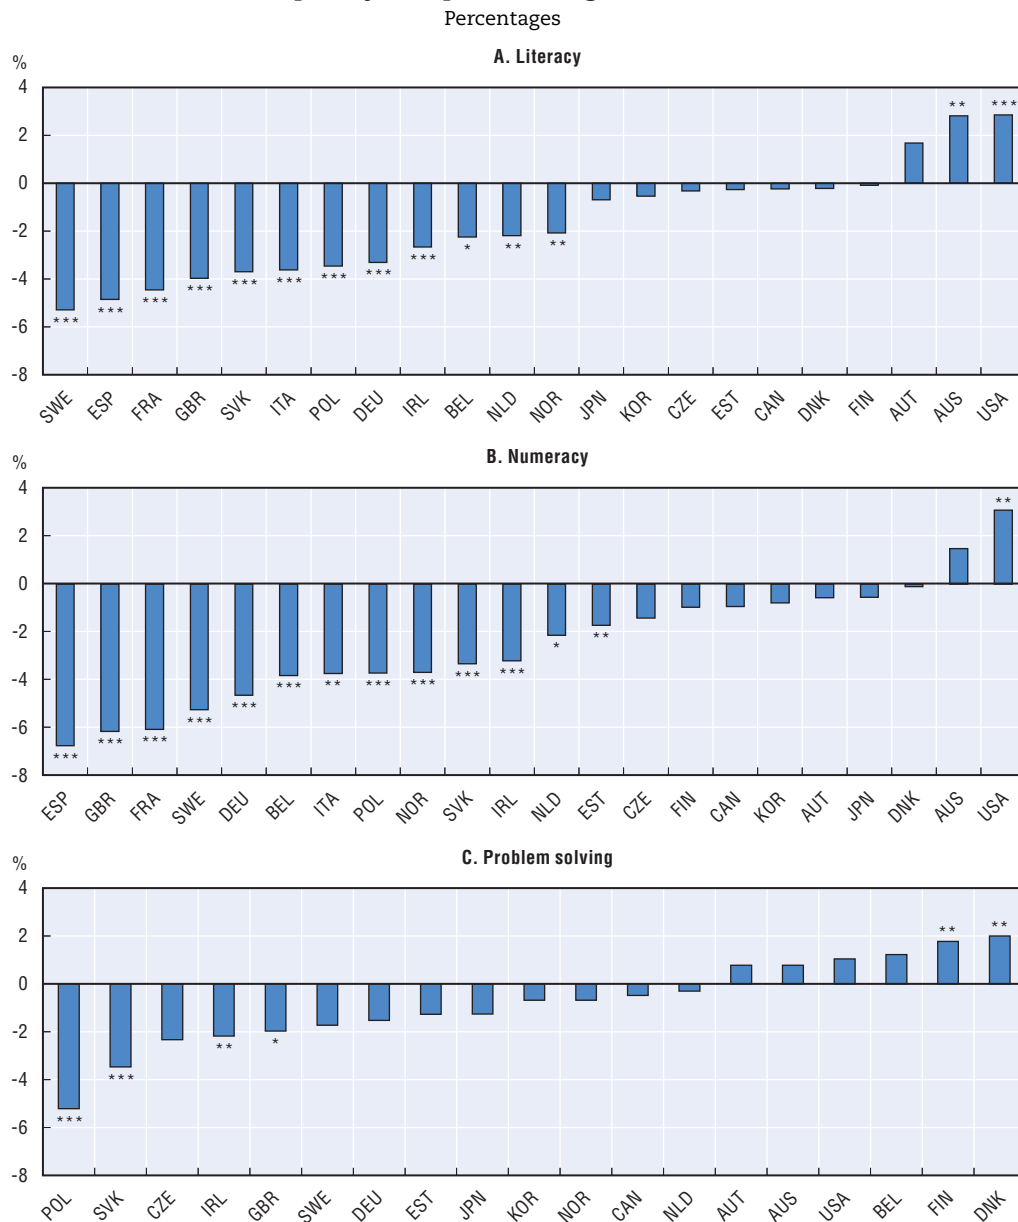 Percentages
A. Literacy
%
4
2
0
-2
-4
-6
-8
** ***
*** *** *** *** *** *** *** *** *** * ** **
SWE ESP FRA GBR SVK ITA POL DEU IRL BEL NLD NOR JPN KOR CZE EST CAN DNK FIN AUT AUS USA
B. Numeracy
%
4
2
0
-2
-4
-6
-8
**
*** *** *** *** *** *** ** *** *** *** *** * **
ESP GBR FRA SWE DEU BEL ITA POL NOR SVK IRL NLD EST CZE FIN CAN KOR AUT JPN DNK AUS USA
C. Problem solving
%
4
2
0
-2
-4
-6
-8
** **
*** *** ** *
POL SVK CZE IRL GBR SWE DEU EST JPN KOR NOR CAN NLD AUT AUS USA BEL FIN DNK